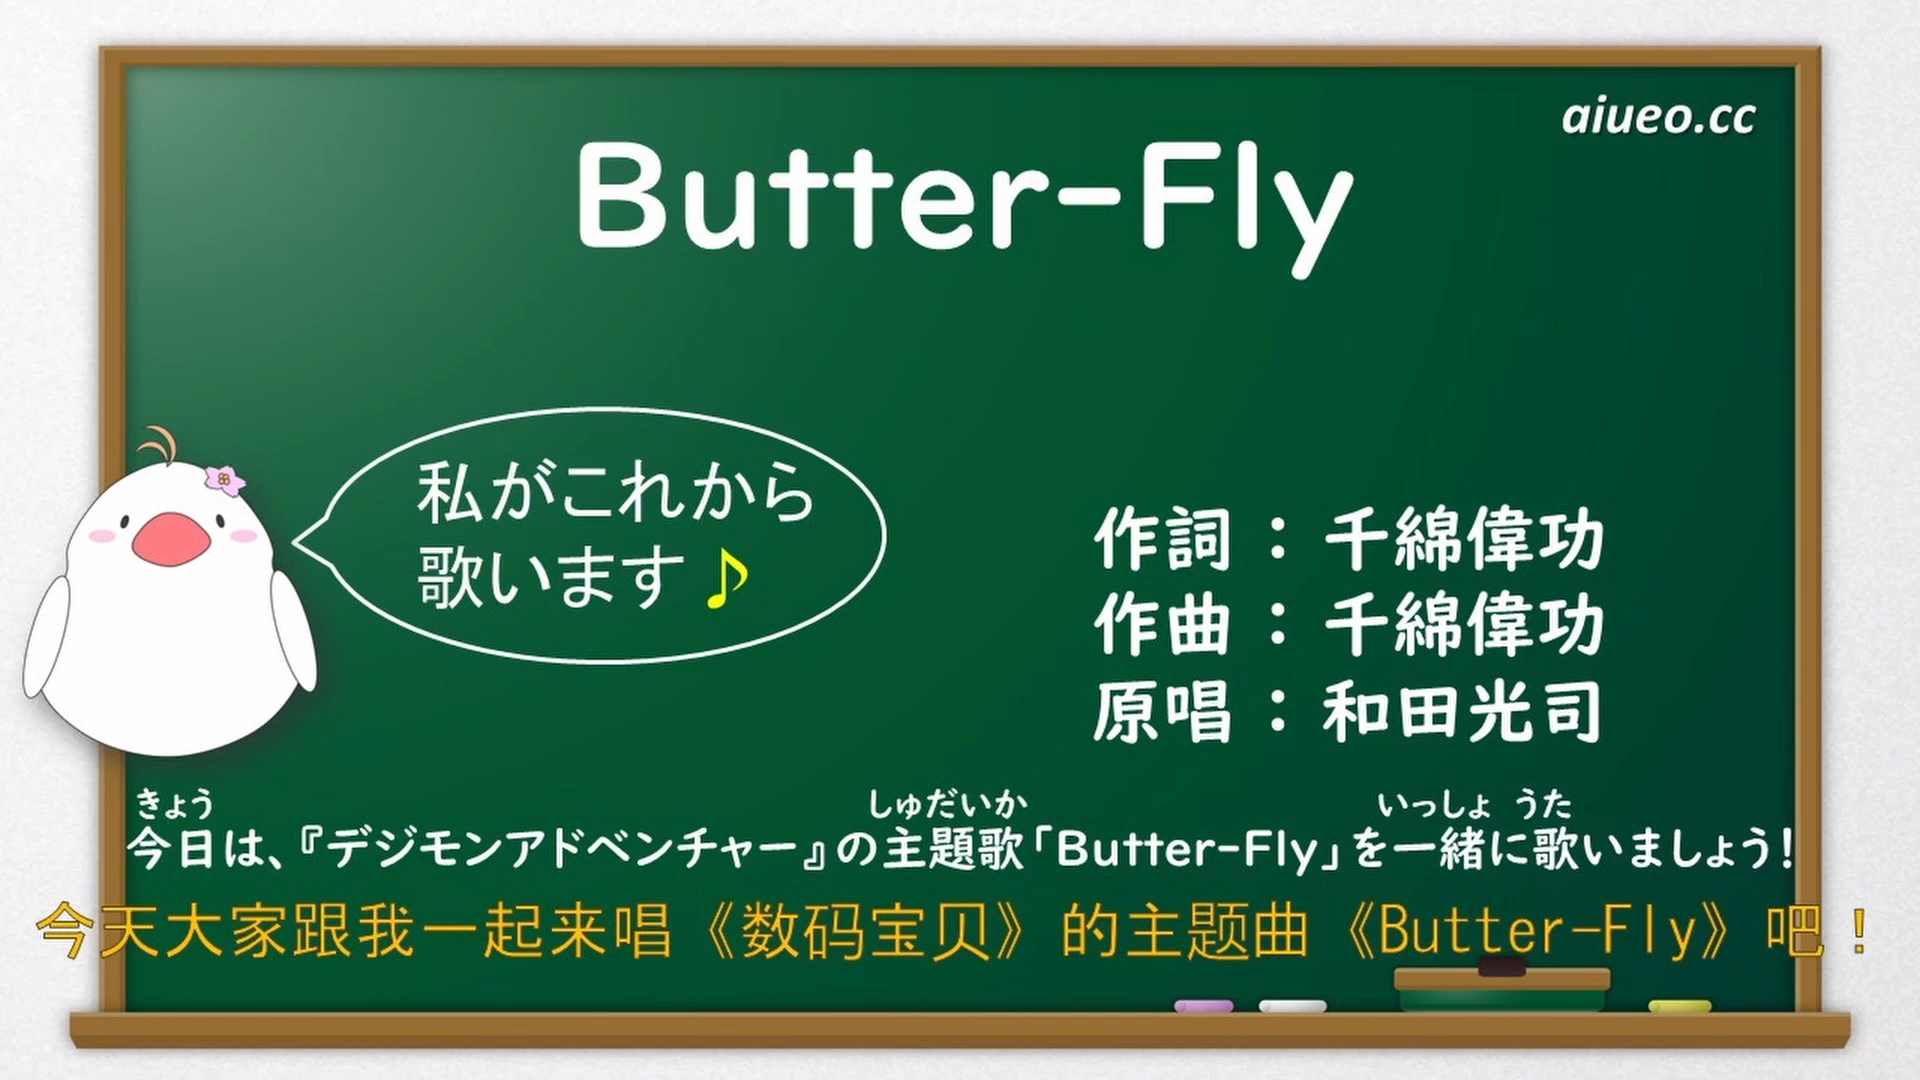 aiueo.cc
Butter-Fly
私がこれから
歌います♪
作詞：千綿偉功
作曲：千綿偉功
原唱：和田光司
きょう しゅだいか いっしょ うた
今日は、『デジモンアドベンチャー』の主題歌「Butter-Fly」を一緒に歌いましょう!
今天大家跟我一起来唱《数码宝贝》的主题曲《Butter-Fly》吧！